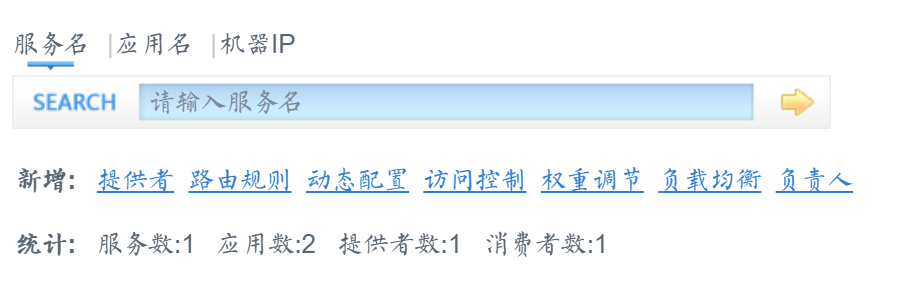 服务名 |应用名 |机器IP
SEARCH 请输入服务名
新增: 提供者 路由规则 动态配置 访问控制 权重调节 负载均衡 负责人
统计: 服务数:1 应用数:2 提供者数:1 消费者数:1